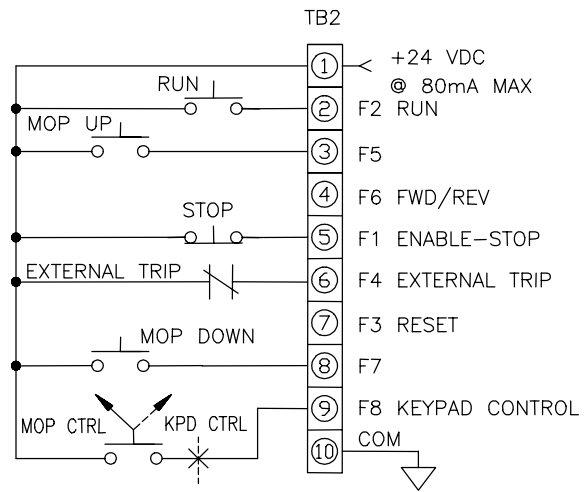 TB2
1 +24 VDC
@ 80mA MAX
RUN 2 F2 RUN
MOP UP 3 F5
4 F6 FWD/REV
STOP 5 F1 ENABLE-STOP
EXTERNAL TRIP 6 F4 EXTERNAL TRIP
7 F3 RESET
MOP DOWN 8 F7
MOP CTRL KPD CTRL 9 F8 KEYPAD CONTROL
10 COM